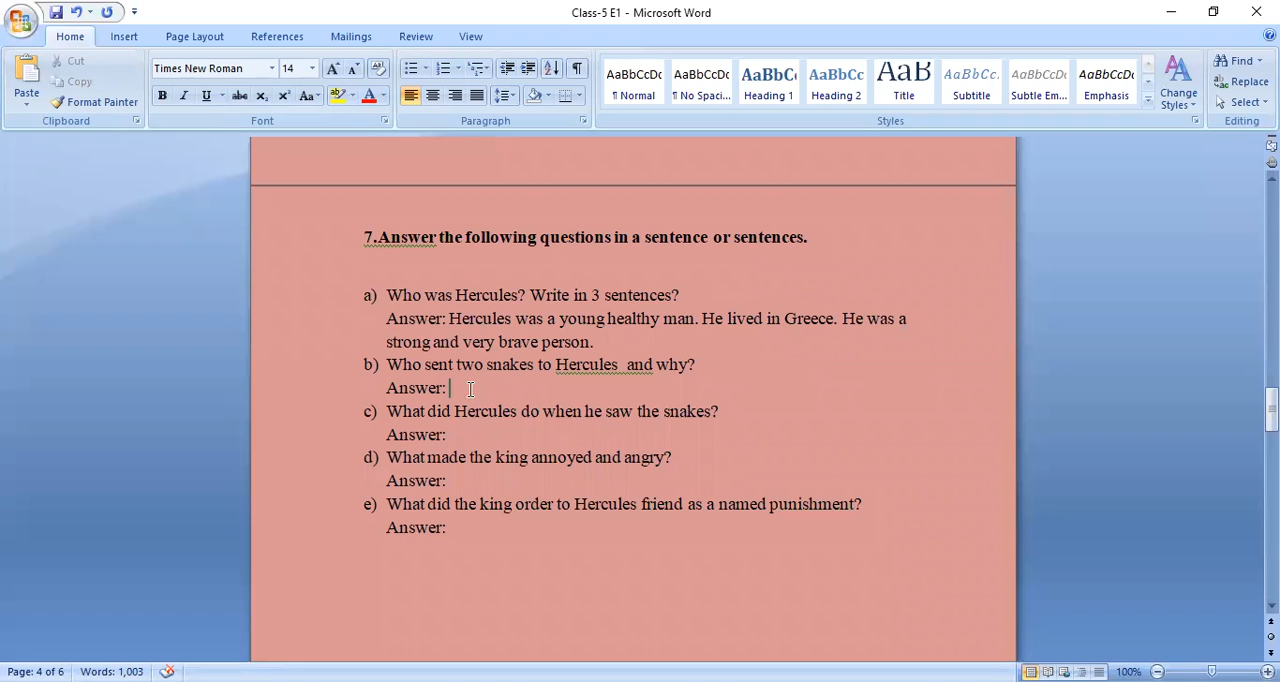 Class-5 E1 - Microsoft Word
Home Insert Page Layout References Mailings Review View
Paste
Cut
Copy
Format Painter
Clipboard
Times New Roman 14
Font
Paragraph
AaBbCcDc AaBbCcDc AaBbC AaBbCc AaB AaBbCc. AaBbCcDc AaBbCcDc
¶ Normal ¶ No Spaci... Heading 1 Heading 2 Title Subtitle Subtle Em... Emphasis
Change Styles
Styles
Find
Replace
Select
Editing
7.Answer the following questions in a sentence or sentences.
a) Who was Hercules? Write in 3 sentences?
Answer: Hercules was a young healthy man. He lived in Greece. He was a
strong and very brave person.
b) Who sent two snakes to Hercules  and why?
Answer:
c) What did Hercules do when he saw the snakes?
Answer:
d) What made the king annoyed and angry?
Answer:
e) What did the king order to Hercules friend as a named punishment?
Answer:
Page: 4 of 6 Words: 1,003 100%